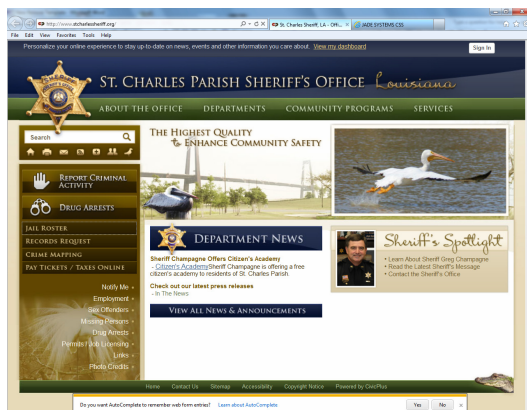 http://www.stcharlessheriff.org/
St. Charles Sheriff, LA - Offi...
JADE SYSTEMS CSS
File Edit View Favorites Tools Help
Personalize your online experience to stay up-to-date on news, events and other information you care about. View my dashboard
Sign In
SHERIFF
ST. CHARLES PARISH SHERIFF'S OFFICE Louisiana
ABOUT THE OFFICE DEPARTMENTS COMMUNITY PROGRAMS SERVICES
Search
THE HIGHEST QUALITY
to ENHANCE COMMUNITY SAFETY
REPORT CRIMINAL
ACTIVITY
DRUG ARRESTS
JAIL ROSTER
RECORDS REQUEST
CRIME MAPPING
PAY TICKETS / TAXES ONLINE
Notify Me
Employment
Sex Offenders
Missing Persons
Drug Arrests
Permits / Job Licensing
Links
Photo Credits
DEPARTMENT NEWS
Sheriff Champagne Offers Citizen's Academy
- Citizen's AcademySheriff Champagne is offering a free
citizen's academy to residents of St. Charles Parish.
Check out our latest press releases
- In The News
VIEW ALL NEWS & ANNOUNCEMENTS
Sheriff's Spotlight
• Learn About Sheriff Greg Champagne
• Read the Latest Sheriff's Message
• Contact the Sheriff's Office
Home Contact Us Sitemap Accessibility Copyright Notice Powered by CivicPlus
Do you want AutoComplete to remember web form entries? Learn about AutoComplete
Yes No